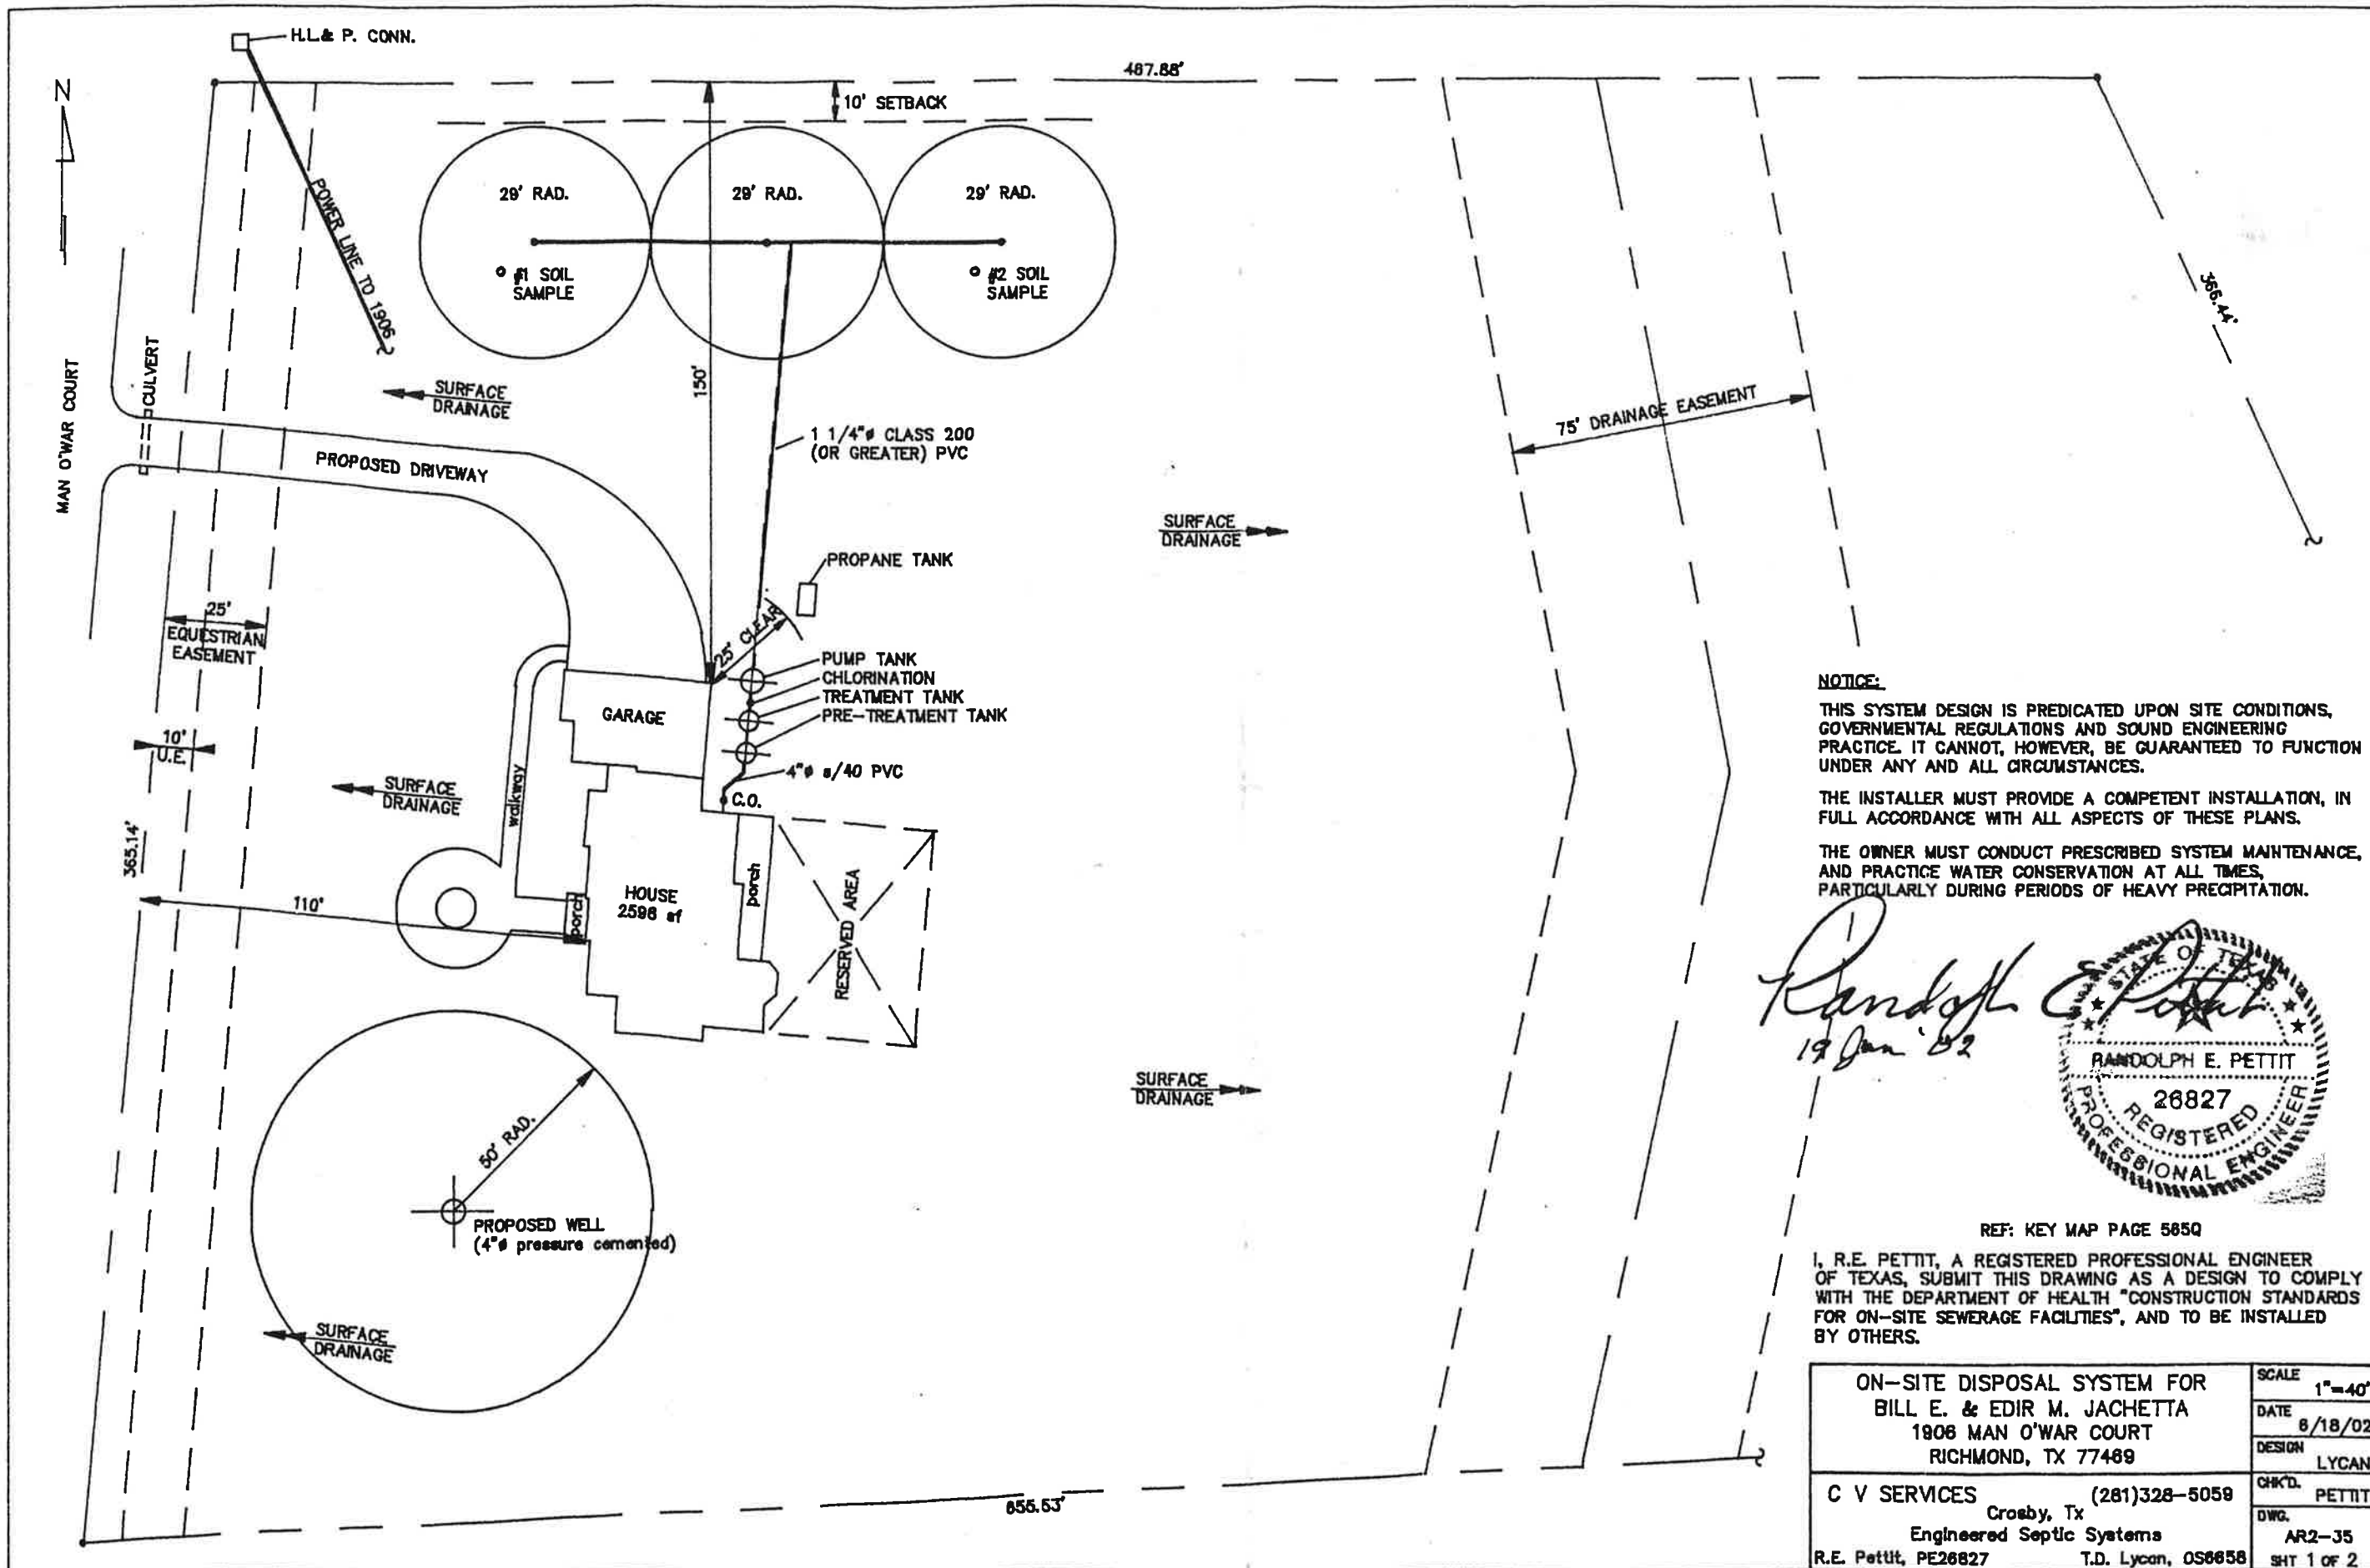 H.L.& P. CONN.
N
487.88'
10' SETBACK
29' RAD.
29' RAD.
29' RAD.
POWER LINE TO 1906
#1 SOIL
SAMPLE
#2 SOIL
SAMPLE
366.44'
MAN O'WAR COURT
CULVERT
SURFACE
DRAINAGE
150'
75' DRAINAGE EASEMENT
1 1/4"ø CLASS 200
(OR GREATER) PVC
PROPOSED DRIVEWAY
SURFACE
DRAINAGE
PROPANE TANK
25'
EQUESTRIAN
EASEMENT
25' CLEAR
PUMP TANK
CHLORINATION
TREATMENT TANK
PRE-TREATMENT TANK
GARAGE
10'
U.E.
4"ø s/40 PVC
C.O.
SURFACE
DRAINAGE
walkway
365.14'
110'
porch
HOUSE
2598 sf
porch
RESERVED AREA
50' RAD.
PROPOSED WELL
(4"ø pressure cemented)
SURFACE
DRAINAGE
SURFACE
DRAINAGE
655.53'
NOTICE:
THIS SYSTEM DESIGN IS PREDICATED UPON SITE CONDITIONS,
GOVERNMENTAL REGULATIONS AND SOUND ENGINEERING
PRACTICE. IT CANNOT, HOWEVER, BE GUARANTEED TO FUNCTION
UNDER ANY AND ALL CIRCUMSTANCES.
THE INSTALLER MUST PROVIDE A COMPETENT INSTALLATION, IN
FULL ACCORDANCE WITH ALL ASPECTS OF THESE PLANS.
THE OWNER MUST CONDUCT PRESCRIBED SYSTEM MAINTENANCE,
AND PRACTICE WATER CONSERVATION AT ALL TIMES,
PARTICULARLY DURING PERIODS OF HEAVY PRECIPITATION.
Randolph E Pettit
19 Jun '02
STATE OF TEXAS
RANDOLPH E. PETTIT
26827
REGISTERED
PROFESSIONAL ENGINEER
REF: KEY MAP PAGE 565Q
I, R.E. PETTIT, A REGISTERED PROFESSIONAL ENGINEER
OF TEXAS, SUBMIT THIS DRAWING AS A DESIGN TO COMPLY
WITH THE DEPARTMENT OF HEALTH "CONSTRUCTION STANDARDS
FOR ON-SITE SEWERAGE FACILITIES", AND TO BE INSTALLED
BY OTHERS.
ON-SITE DISPOSAL SYSTEM FOR
BILL E. & EDIR M. JACHETTA
1906 MAN O'WAR COURT
RICHMOND, TX 77469
SCALE
1"=40'
DATE
6/18/02
DESIGN
LYCAN
CHK'D.
PETTIT
DWG.
AR2-35
SHT 1 OF 2
C V SERVICES (281)328-5059
Crosby, Tx
Engineered Septic Systems
R.E. Pettit, PE26827 T.D. Lycan, OS6658